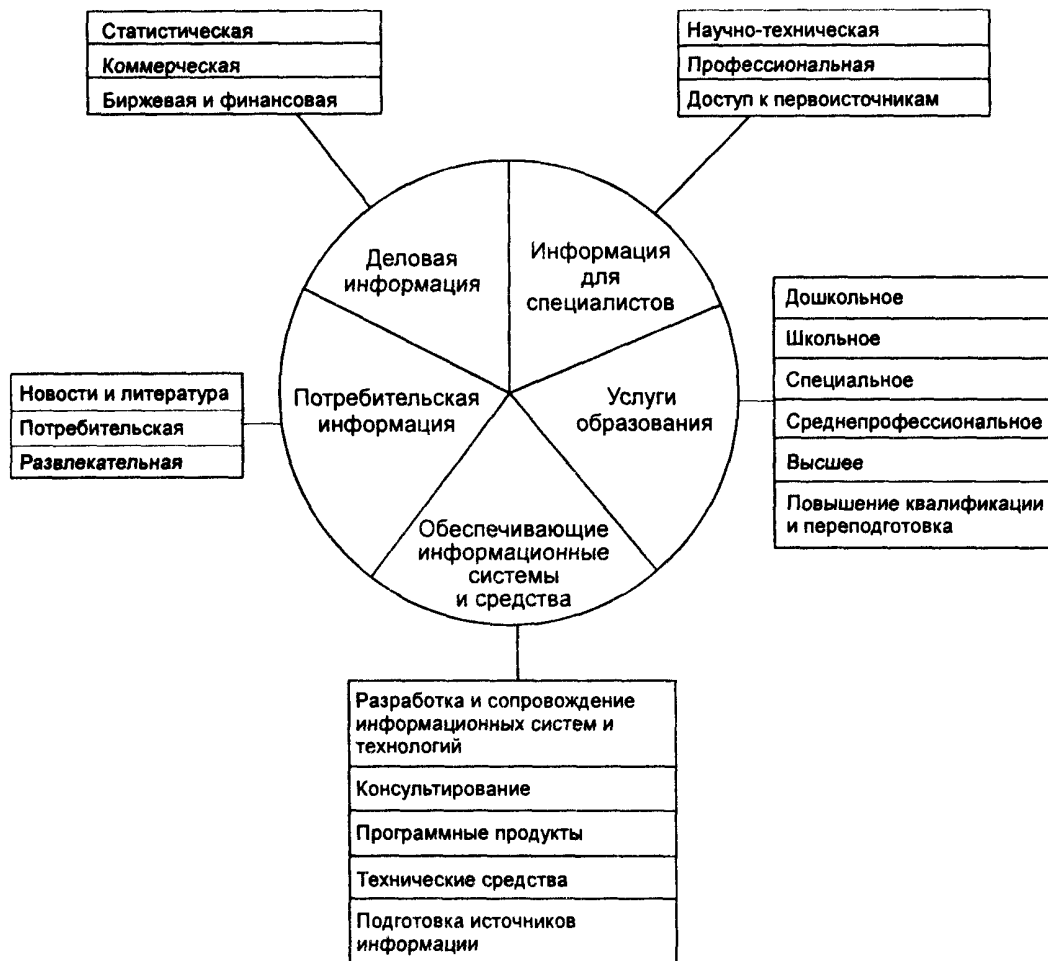 Статистическая
Коммерческая
Биржевая и финансовая
Научно-техническая
Профессиональная
Доступ к первоисточникам
Деловая
информация
Информация
для
специалистов
Дошкольное
Школьное
Специальное
Среднепрофессиональное
Высшее
Повышение квалификации
и переподготовка
Новости и литература
Потребительская
Развлекательная
Потребительская
информация
Услуги
образования
Обеспечивающие
информационные
системы
и средства
Разработка и сопровождение
информационных систем и
технологий
Консультирование
Программные продукты
Технические средства
Подготовка источников
информации